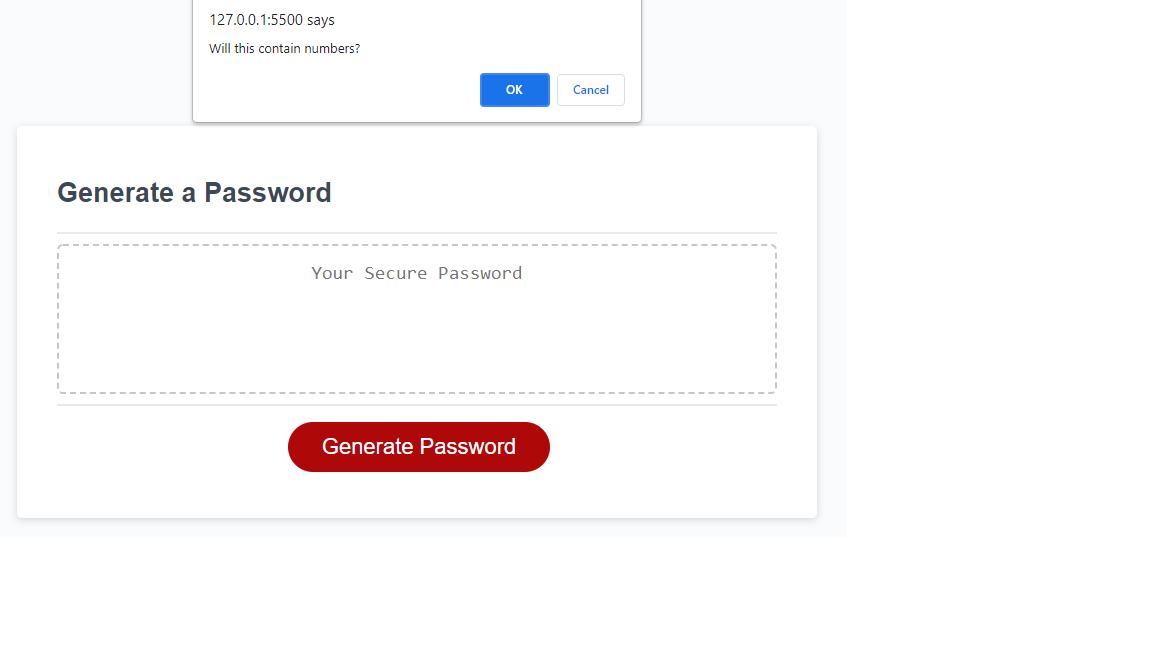 127.0.0.1:5500 says
Will this contain numbers?
OK Cancel
Generate a Password
Your Secure Password
Generate Password